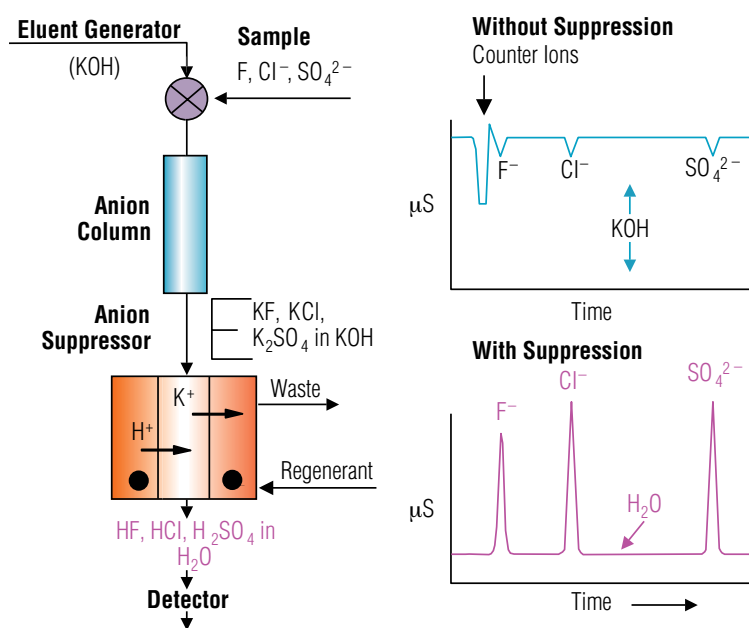 Eluent Generator
(KOH)
Sample
F, Cl⁻, SO₄²⁻
Anion
Column
Anion
Suppressor
KF, KCl,
K₂SO₄ in KOH
K⁺
H⁺
Waste
Regenerant
HF, HCl, H₂SO₄ in
H₂O
Detector
Without Suppression
Counter Ions
F⁻
Cl⁻
SO₄²⁻
µS
KOH
Time
With Suppression
F⁻
Cl⁻
SO₄²⁻
H₂O
µS
Time